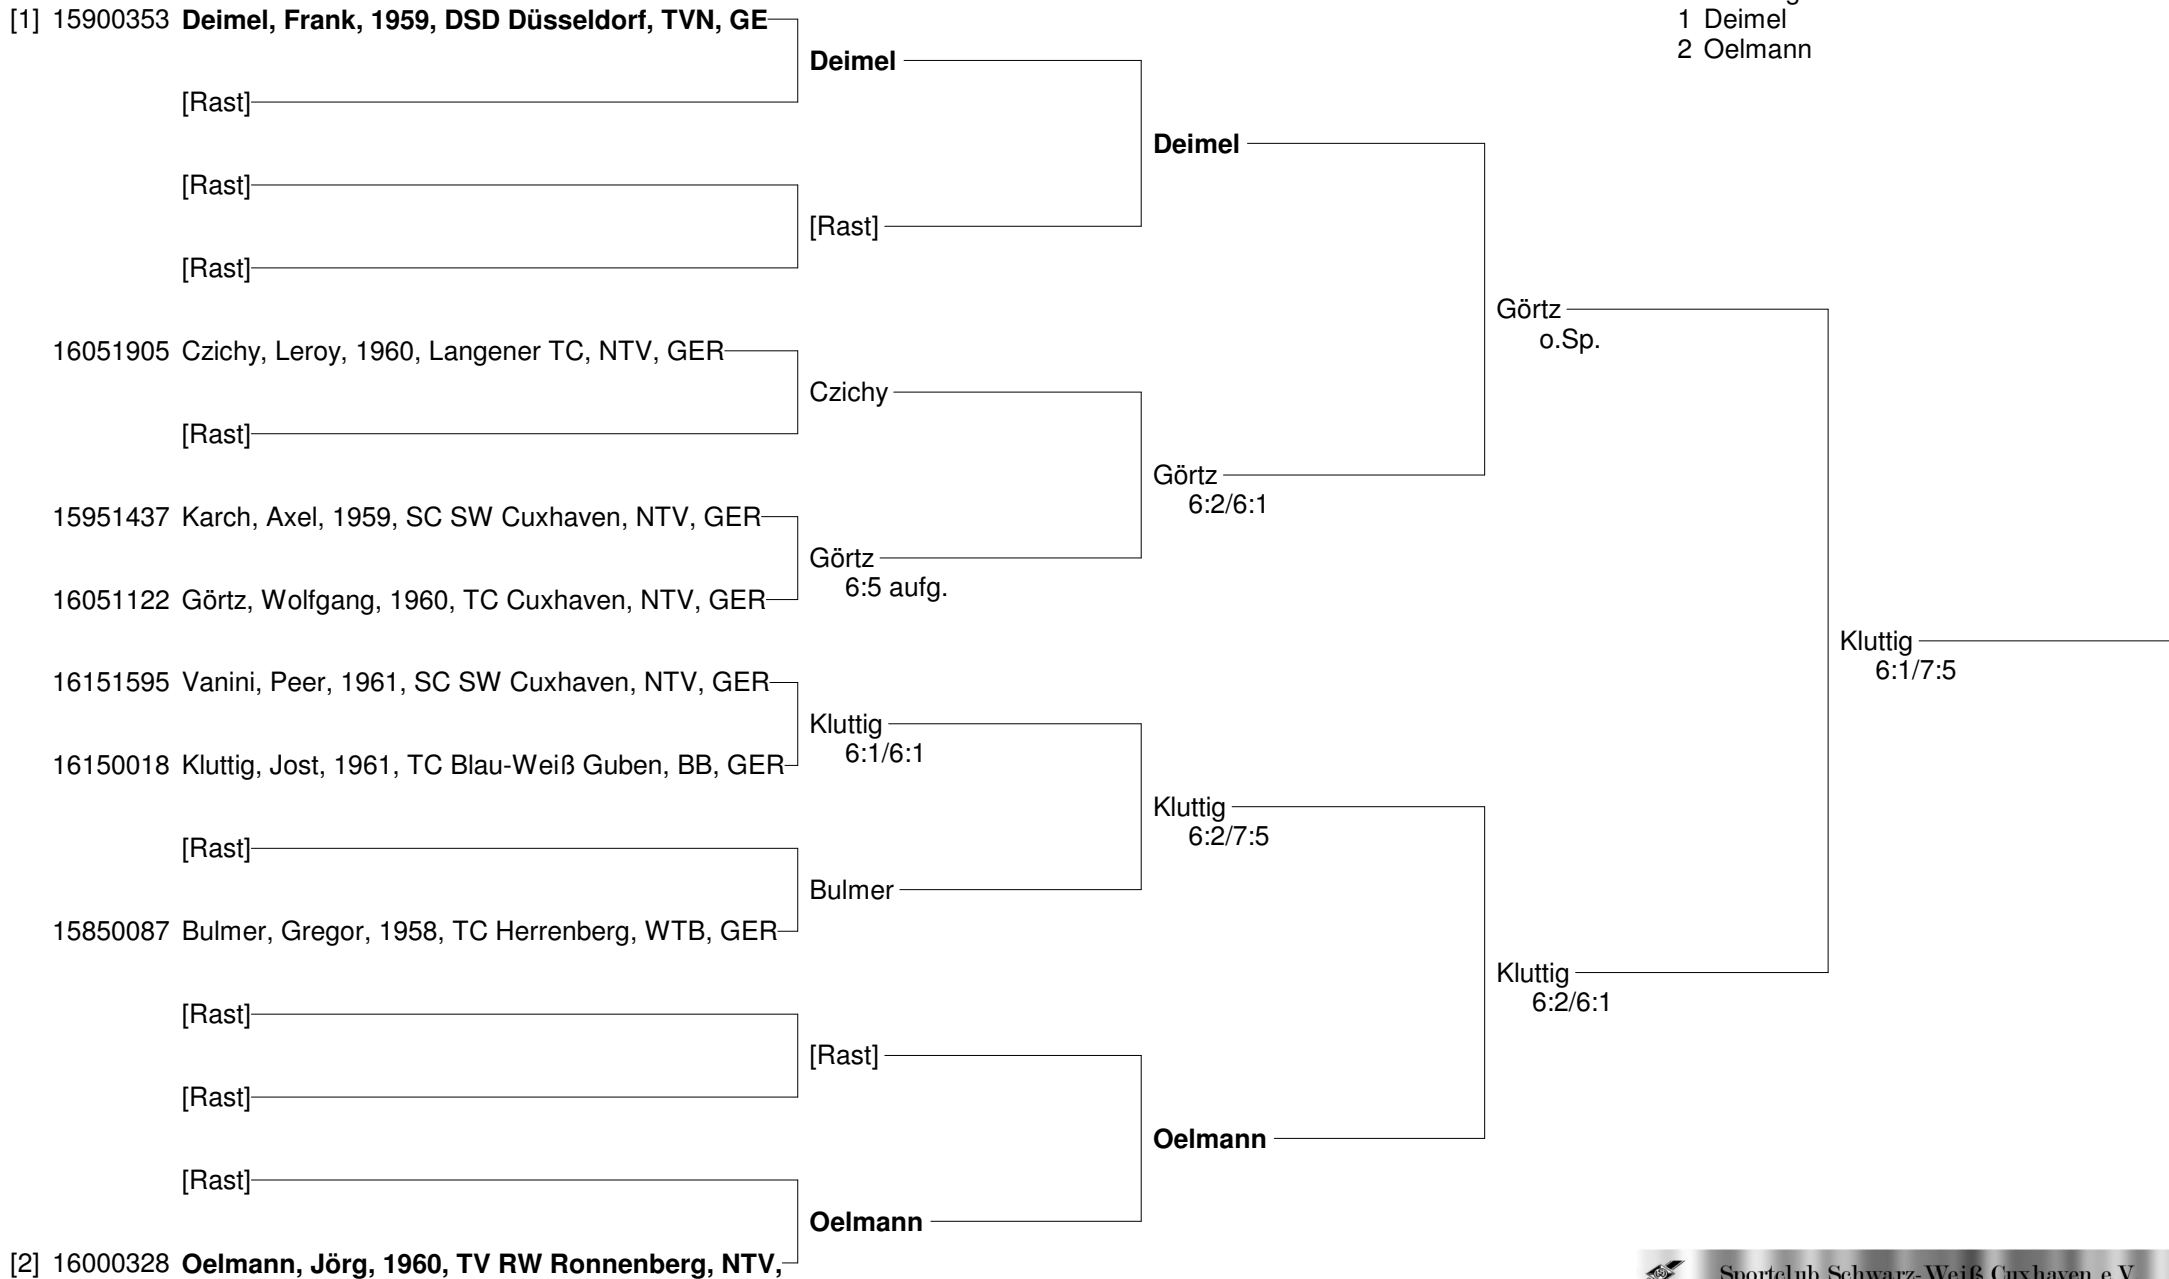 [1] 15900353 Deimel, Frank, 1959, DSD Düsseldorf, TVN, GE
1 Deimel
2 Oelmann
Deimel
[Rast]
Deimel
[Rast]
[Rast]
[Rast]
Görtz
o.Sp.
16051905 Czichy, Leroy, 1960, Langener TC, NTV, GER
Czichy
[Rast]
Görtz
6:2/6:1
15951437 Karch, Axel, 1959, SC SW Cuxhaven, NTV, GER
Görtz
6:5 aufg.
16051122 Görtz, Wolfgang, 1960, TC Cuxhaven, NTV, GER
Kluttig
6:1/7:5
16151595 Vanini, Peer, 1961, SC SW Cuxhaven, NTV, GER
Kluttig
6:1/6:1
16150018 Kluttig, Jost, 1961, TC Blau-Weiß Guben, BB, GER
Kluttig
6:2/7:5
[Rast]
Bulmer
15850087 Bulmer, Gregor, 1958, TC Herrenberg, WTB, GER
Kluttig
6:2/6:1
[Rast]
[Rast]
[Rast]
Oelmann
[Rast]
Oelmann
[2] 16000328 Oelmann, Jörg, 1960, TV RW Ronnenberg, NTV,
Sportclub Schwarz-Weiß Cuxhaven e.V.